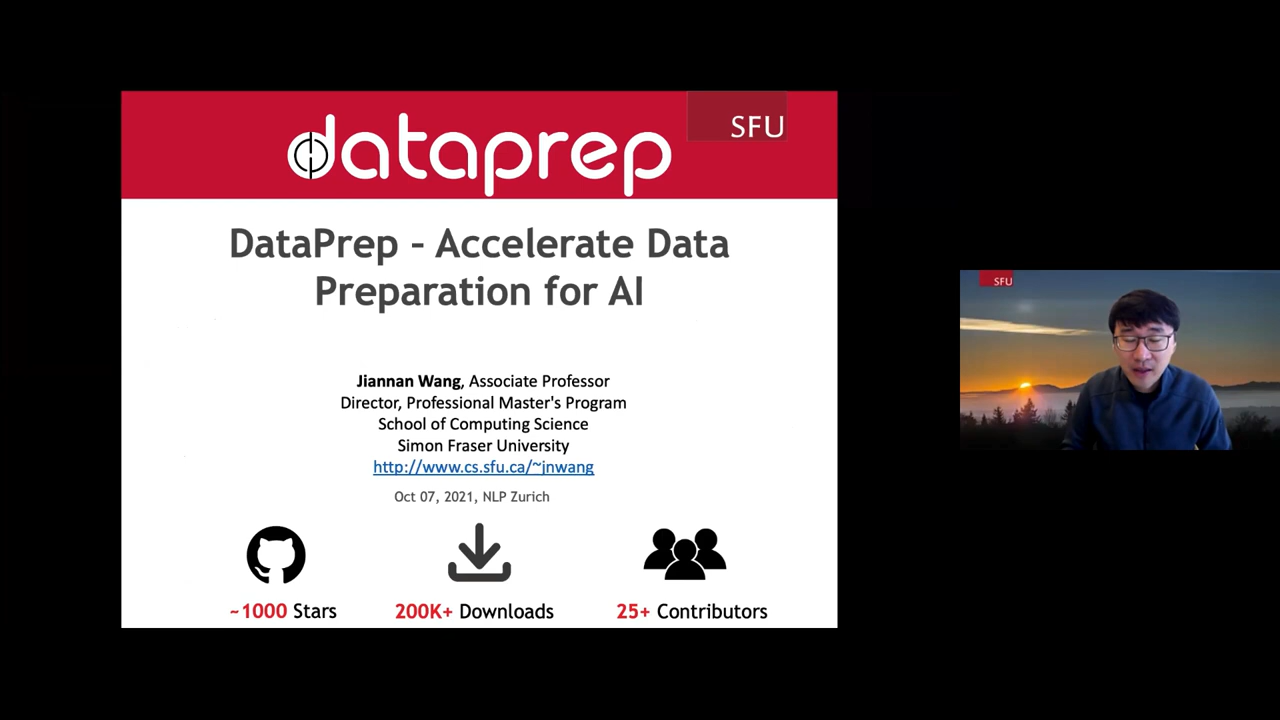 dataprep
SFU
DataPrep – Accelerate Data
Preparation for AI
Jiannan Wang, Associate Professor
Director, Professional Master's Program
School of Computing Science
Simon Fraser University
http://www.cs.sfu.ca/~jnwang
Oct 07, 2021, NLP Zurich
~1000 Stars
200K+ Downloads
25+ Contributors
SFU